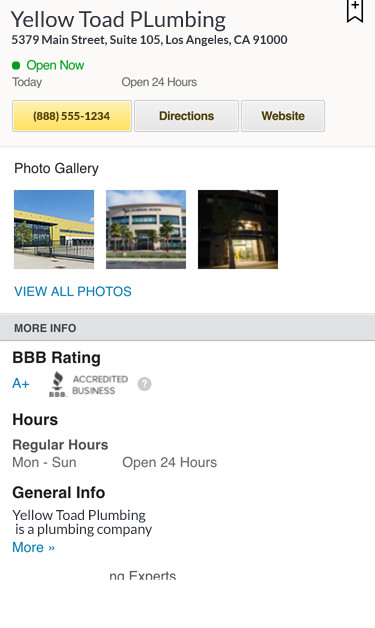 Yellow Toad PLumbing
5379 Main Street, Suite 105, Los Angeles, CA 91000
Open Now
Today Open 24 Hours
(888) 555-1234 Directions Website
Photo Gallery
VIEW ALL PHOTOS
MORE INFO
BBB Rating
A+ BBB. ACCREDITED BUSINESS ?
Hours
Regular Hours
Mon - Sun Open 24 Hours
General Info
Yellow Toad Plumbing
is a plumbing company
More »
ng Experts